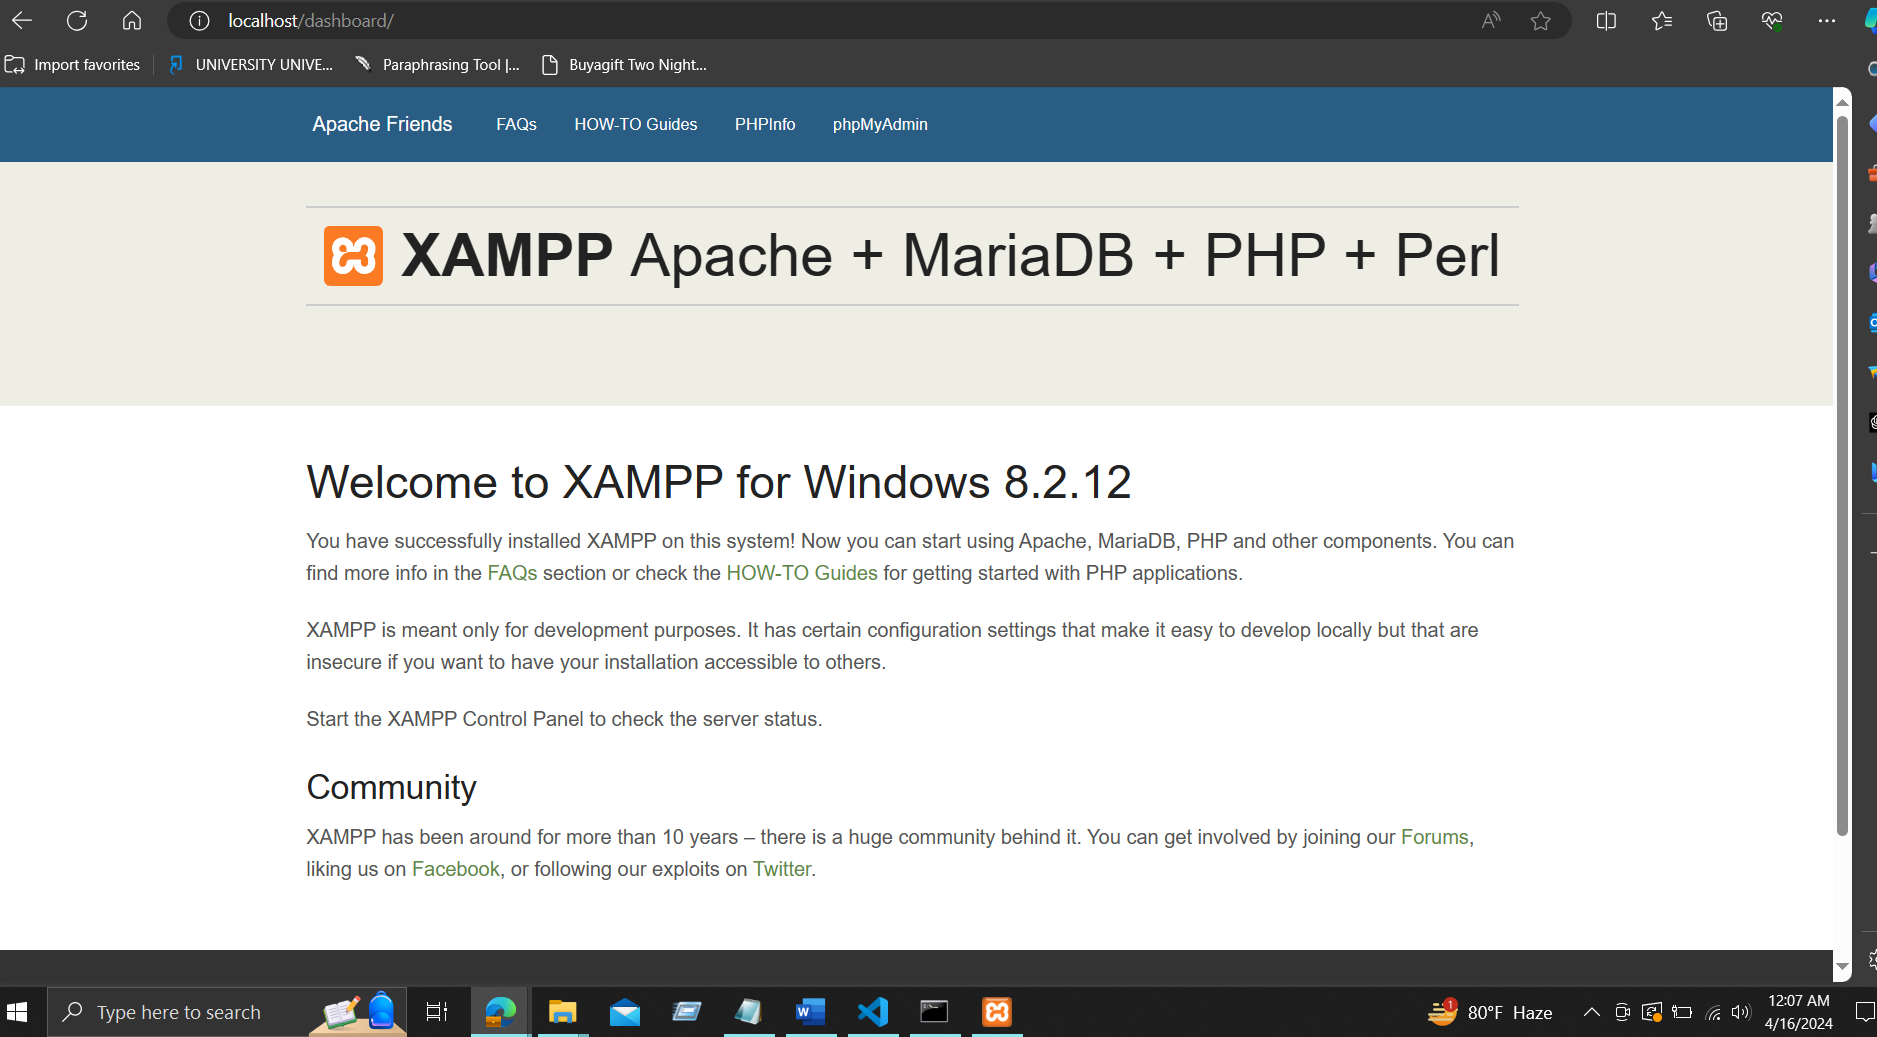 localhost/dashboard/
Import favorites
UNIVERSITY UNIVE...
Paraphrasing Tool |...
Buyagift Two Night...
Apache Friends
FAQs
HOW-TO Guides
PHPInfo
phpMyAdmin
XAMPP Apache + MariaDB + PHP + Perl
Welcome to XAMPP for Windows 8.2.12
You have successfully installed XAMPP on this system! Now you can start using Apache, MariaDB, PHP and other components. You can
find more info in the FAQs section or check the HOW-TO Guides for getting started with PHP applications.
XAMPP is meant only for development purposes. It has certain configuration settings that make it easy to develop locally but that are
insecure if you want to have your installation accessible to others.
Start the XAMPP Control Panel to check the server status.
Community
XAMPP has been around for more than 10 years – there is a huge community behind it. You can get involved by joining our Forums,
liking us on Facebook, or following our exploits on Twitter.
Type here to search
1
80°F Haze
12:07 AM
4/16/2024